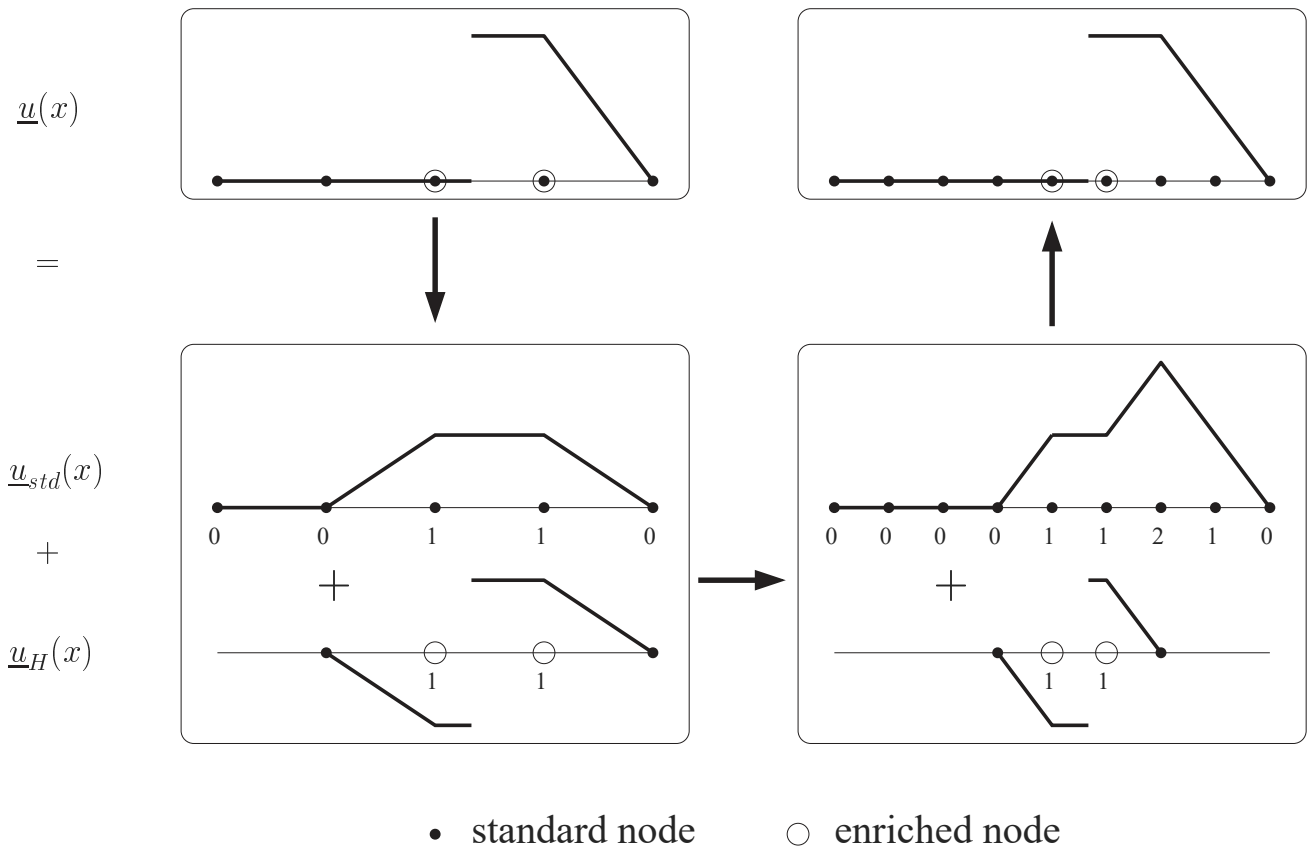 u(x)
=
u_std(x)
0 0 1 1 0
0 0 0 0 1 1 2 1 0
+
+
+
u_H(x)
1 1
1 1
standard node
enriched node